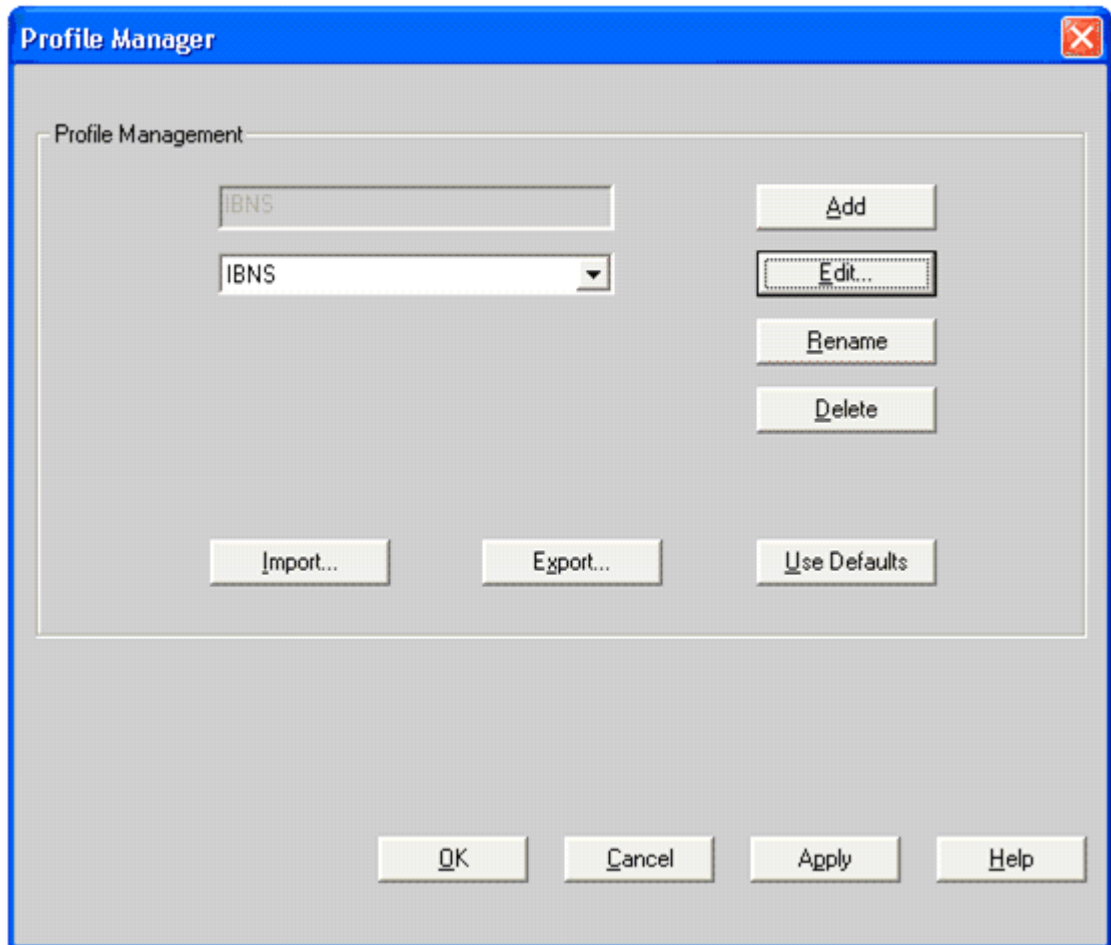 Profile Manager
Profile Management
IBNS
Add
IBNS
Edit...
Rename
Delete
Import...
Export...
Use Defaults
OK
Cancel
Apply
Help